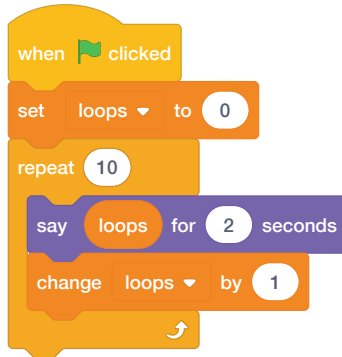 when clicked
set loops to 0
repeat 10
say loops for 2 seconds
change loops by 1